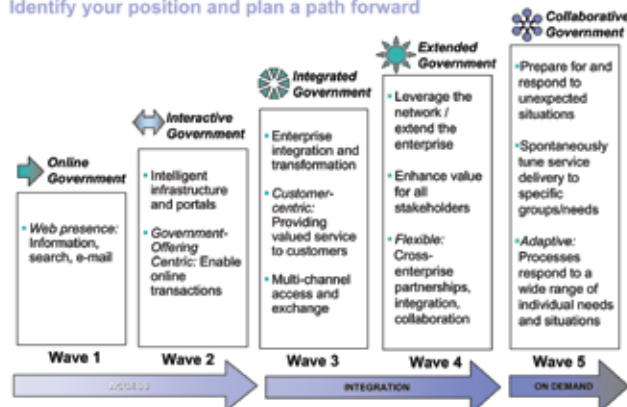 Identify your position and plan a path forward
Online
Government
• Web presence:
Information,
search, e-mail
Wave 1
Interactive
Government
• Intelligent
infrastructure
and portals
• Government-
Offering
Centric: Enable
online
transactions
Wave 2
Integrated
Government
• Enterprise
integration and
transformation
• Customer-
centric:
Providing
valued service
to customers
• Multi-channel
access and
exchange
Wave 3
Extended
Government
• Leverage the
network /
extend the
enterprise
• Enhance value
for all
stakeholders
• Flexible:
Cross-
enterprise
partnerships,
integration,
collaboration
Wave 4
Collaborative
Government
• Prepare for and
respond to
unexpected
situations
• Spontaneously
tune service
delivery to
specific
groups/needs
• Adaptive:
Processes
respond to a
wide range of
individual needs
and situations
Wave 5
ACCESS
INTEGRATION
ON DEMAND